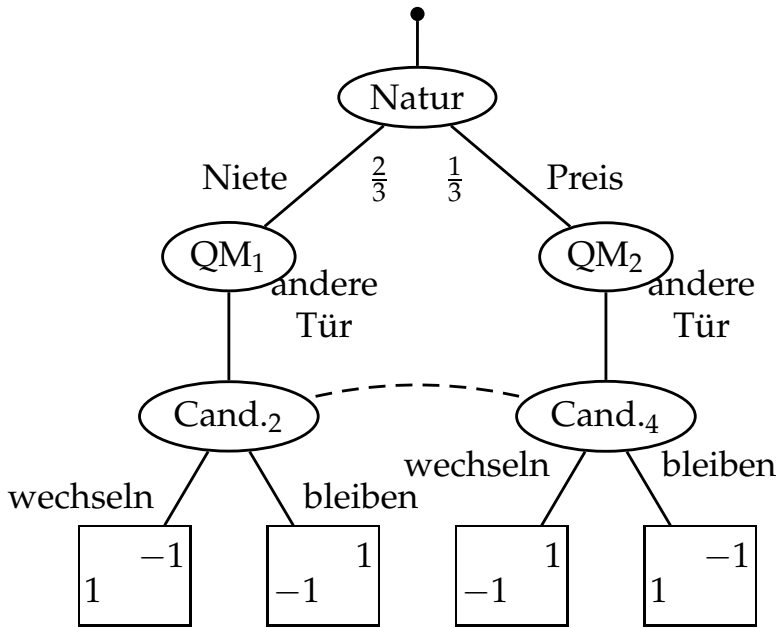 Natur
Niete 2/3 1/3 Preis
QM₁ QM₂
andere andere
Tür Tür
Cand.₂ Cand.₄
wechseln bleiben
wechseln bleiben
−1 1 1 −1
1 −1 −1 1